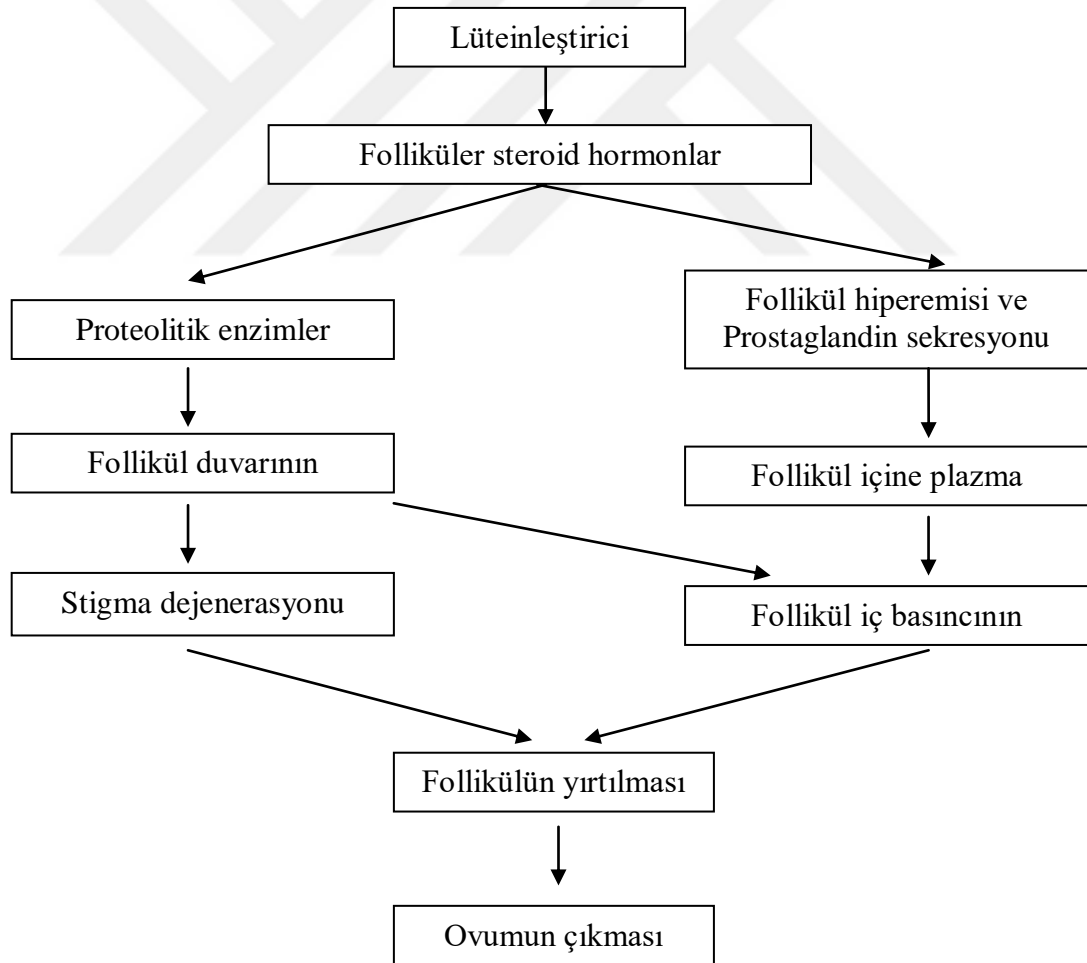 Lüteinleştirici
Folliküler steroid hormonlar
Proteolitik enzimler
Follikül hiperemisi ve
Prostaglandin sekresyonu
Follikül duvarının
Follikül içine plazma
Stigma dejenerasyonu
Follikül iç basıncının
Follikülün yırtılması
Ovumun çıkması